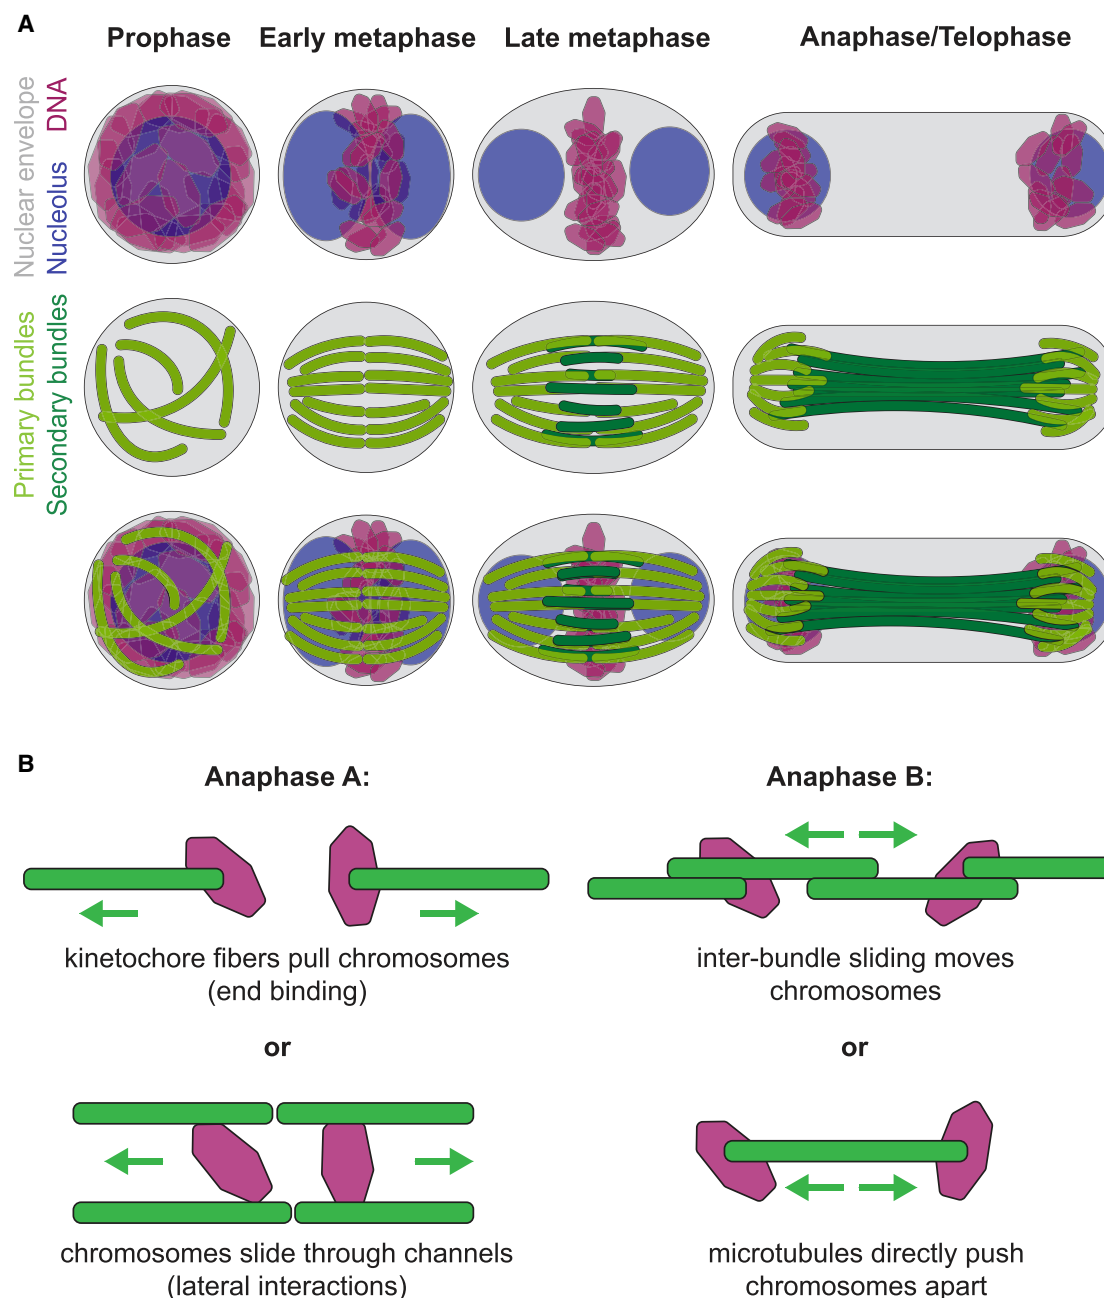 A
Prophase
Early metaphase
Late metaphase
Anaphase/Telophase
Nuclear envelope
DNA
Nucleolus
Primary bundles
Secondary bundles
B
Anaphase A:
Anaphase B:
kinetochore fibers pull chromosomes
(end binding)
inter-bundle sliding moves
chromosomes
or
or
chromosomes slide through channels
(lateral interactions)
microtubules directly push
chromosomes apart